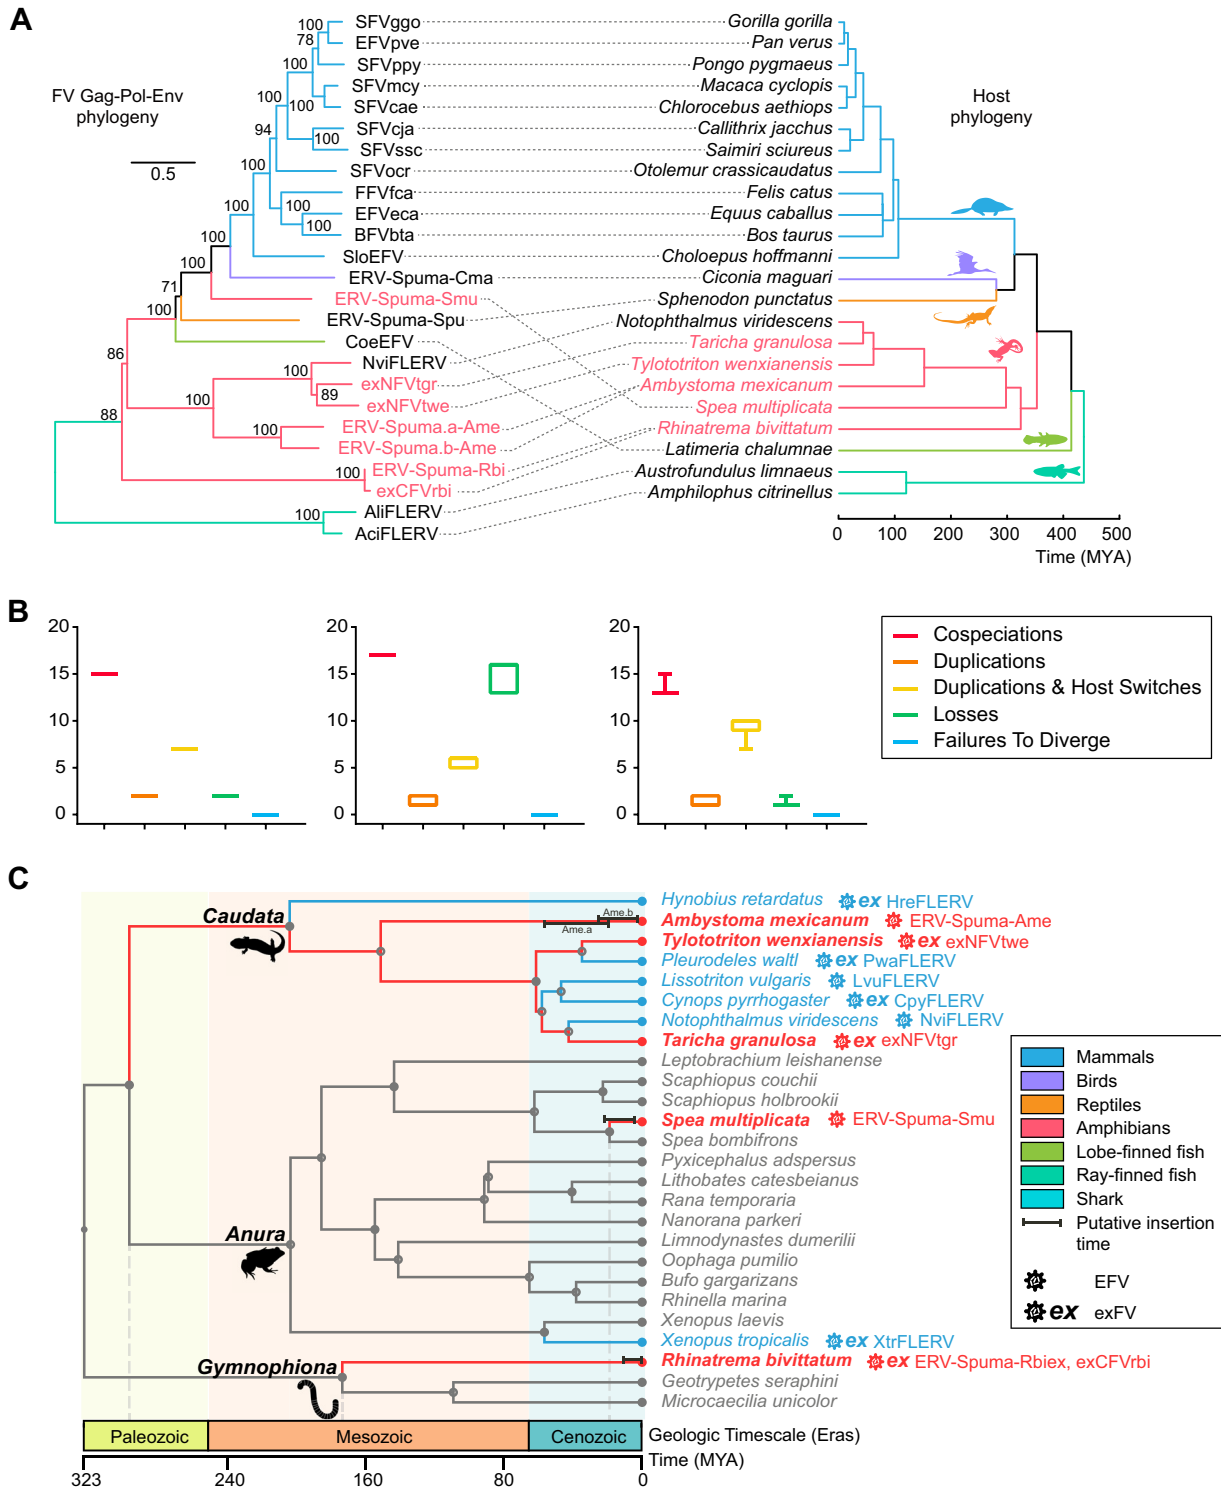 A
FV Gag-Pol-Env
phylogeny
0.5
Host
phylogeny
SFVggo
Gorilla gorilla
EFVpve
Pan verus
SFVppy
Pongo pygmaeus
SFVmcy
Macaca cyclopis
SFVcae
Chlorocebus aethiops
SFVcja
Callithrix jacchus
SFVssc
Saimiri sciureus
SFVocr
Otolemur crassicaudatus
FFVfca
Felis catus
EFVeca
Equus caballus
BFVbta
Bos taurus
SloEFV
Choloepus hoffmanni
ERV-Spuma-Cma
Ciconia maguari
ERV-Spuma-Smu
Sphenodon punctatus
ERV-Spuma-Spu
Notophthalmus viridescens
CoeEFV
Taricha granulosa
NviFLERV
Tylototriton wenxianensis
exNFVtgr
Ambystoma mexicanum
exNFVtwe
Spea multiplicata
ERV-Spuma.a-Ame
Rhinatrema bivittatum
ERV-Spuma.b-Ame
Latimeria chalumnae
ERV-Spuma-Rbi
Austrofundulus limnaeus
exCFVrbi
Amphilophus citrinellus
AliFLERV
AciFLERV
100
78
100
100
100
94
100
100
100
100
100
100
100
71
100
86
100
89
100
88
100
100
100
0 100 200 300 400 500
Time (MYA)
B
20
15
10
5
0
20
15
10
5
0
20
15
10
5
0
Cospeciations
Duplications
Duplications & Host Switches
Losses
Failures To Diverge
C
Caudata
Anura
Gymnophiona
Ame.b
Ame.a
Hynobius retardatus ex HreFLERV
Ambystoma mexicanum ERV-Spuma-Ame
Tylototriton wenxianensis ex exNFVtwe
Pleurodeles waltl ex PwaFLERV
Lissotriton vulgaris LvuFLERV
Cynops pyrrhogaster ex CpyFLERV
Notophthalmus viridescens NviFLERV
Taricha granulosa ex exNFVtgr
Leptobrachium leishanense
Scaphiopus couchii
Scaphiopus holbrookii
Spea multiplicata ERV-Spuma-Smu
Spea bombifrons
Pyxicephalus adspersus
Lithobates catesbeianus
Rana temporaria
Nanorana parkeri
Limnodynastes dumerilii
Oophaga pumilio
Bufo gargarizans
Rhinella marina
Xenopus laevis
Xenopus tropicalis ex XtrFLERV
Rhinatrema bivittatum ex ERV-Spuma-Rbiex, exCFVrbi
Geotrypetes seraphini
Microcaecilia unicolor
Mammals
Birds
Reptiles
Amphibians
Lobe-finned fish
Ray-finned fish
Shark
Putative insertion
time
EFV
ex exFV
Paleozoic Mesozoic Cenozoic Geologic Timescale (Eras)
Time (MYA)
323 240 160 80 0